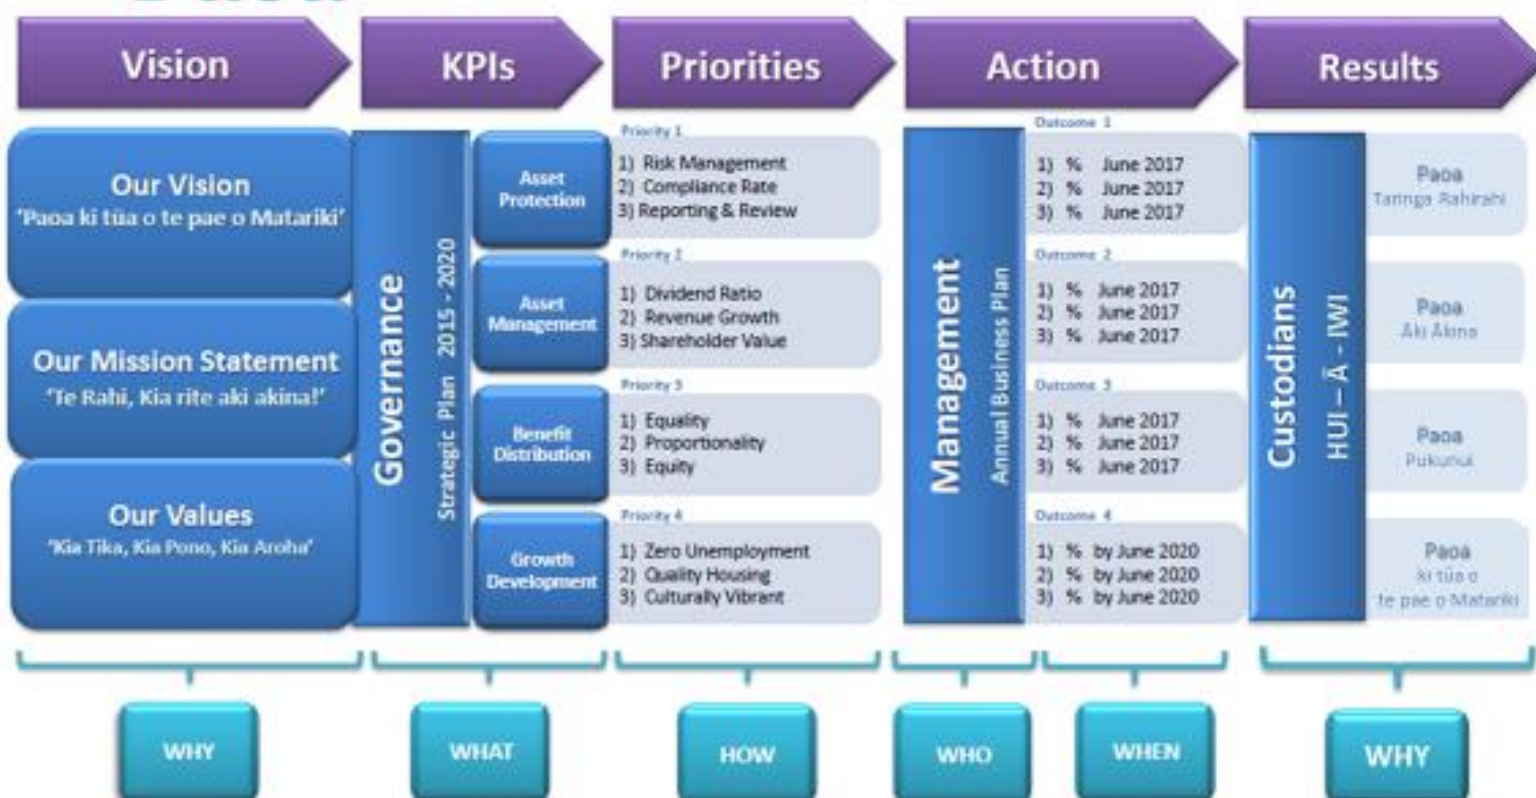 Vision
KPIs
Priorities
Action
Results
Our Vision
'Paoa ki tūa o te pae o Matariki'
Our Mission Statement
'Te Rahi, Kia rite aki akina!'
Our Values
'Kia Tika, Kia Pono, Kia Aroha'
Governance
Strategic Plan 2015 - 2020
Asset
Protection
Asset
Management
Benefit
Distribution
Growth
Development
Priority 1
1) Risk Management
2) Compliance Rate
3) Reporting & Review
Priority 2
1) Dividend Ratio
2) Revenue Growth
3) Shareholder Value
Priority 3
1) Equality
2) Proportionality
3) Equity
Priority 4
1) Zero Unemployment
2) Quality Housing
3) Culturally Vibrant
Management
Annual Business Plan
Outcome 1
1) % June 2017
2) % June 2017
3) % June 2017
Outcome 2
1) % June 2017
2) % June 2017
3) % June 2017
Outcome 3
1) % June 2017
2) % June 2017
3) % June 2017
Outcome 4
1) % by June 2020
2) % by June 2020
3) % by June 2020
Custodians
HUI – Ā - IWI
Paoa
Taringa Rahirahi
Paoa
Aki Akina
Paoa
Pukunui
Paoa
ki tūa o
te pae o Matariki
WHY
WHAT
HOW
WHO
WHEN
WHY